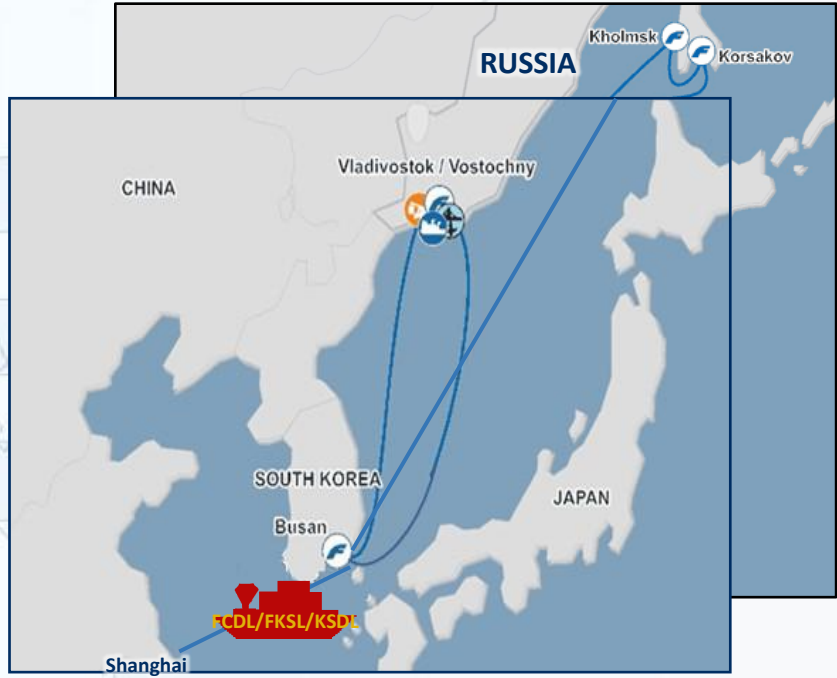 Kholmsk
Korsakov
RUSSIA
Vladivostok / Vostochny
CHINA
SOUTH KOREA
JAPAN
Busan
FCDL/FKSL/KSDL
Shanghai